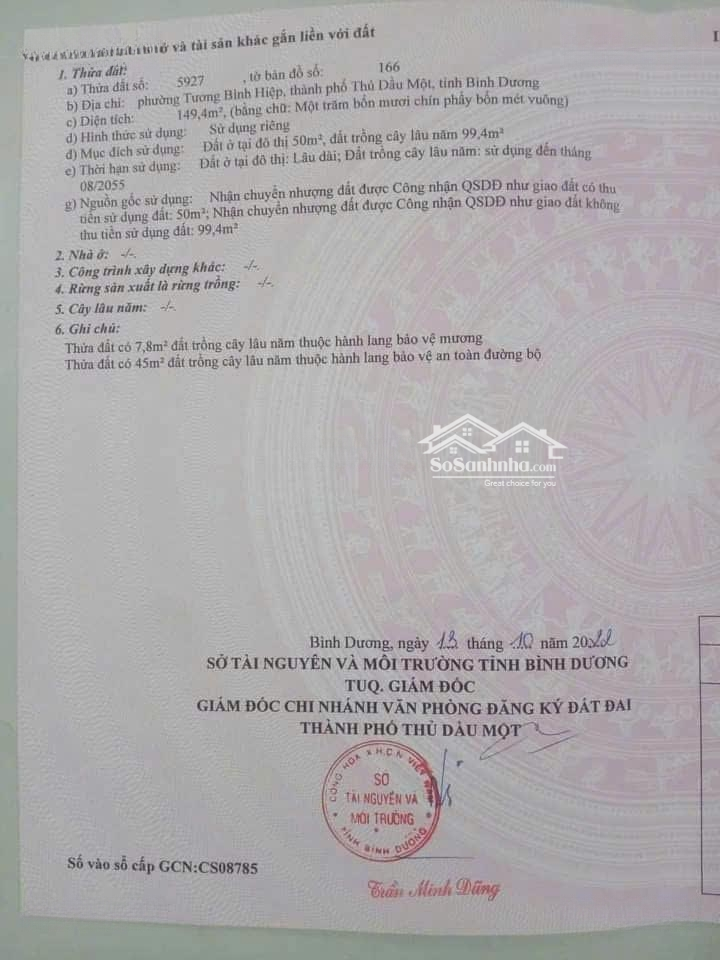 ở và tài sản khác gắn liền với đất
1. Thửa đất:
a) Thửa đất số: 5927 , tờ bản đồ số: 166
b) Địa chỉ: phường Tương Bình Hiệp, thành phố Thủ Dầu Một, tỉnh Bình Dương
c) Diện tích: 149,4m², (bằng chữ: Một trăm bốn mươi chín phẩy bốn mét vuông)
d) Hình thức sử dụng: Sử dụng riêng
đ) Mục đích sử dụng: Đất ở tại đô thị 50m², đất trồng cây lâu năm 99,4m²
e) Thời hạn sử dụng: Đất ở tại đô thị: Lâu dài; Đất trồng cây lâu năm: sử dụng đến tháng
08/2055
g) Nguồn gốc sử dụng: Nhận chuyển nhượng đất được Công nhận QSDĐ như giao đất có thu
tiền sử dụng đất: 50m²; Nhận chuyển nhượng đất được Công nhận QSDĐ như giao đất không
thu tiền sử dụng đất: 99,4m²
2. Nhà ở: -/-.
3. Công trình xây dựng khác: -/-.
4. Rừng sản xuất là rừng trồng: -/-.
5. Cây lâu năm: -/-.
6. Ghi chú:
Thửa đất có 7,8m² đất trồng cây lâu năm thuộc hành lang bảo vệ mương
Thửa đất có 45m² đất trồng cây lâu năm thuộc hành lang bảo vệ an toàn đường bộ
SoSanhnha.com
Great choice for you
Bình Dương, ngày 13 tháng 10 năm 2022
SỞ TÀI NGUYÊN VÀ MÔI TRƯỜNG TỈNH BÌNH DƯƠNG
TUQ. GIÁM ĐỐC
GIÁM ĐỐC CHI NHÁNH VĂN PHÒNG ĐĂNG KÝ ĐẤT ĐAI
THÀNH PHỐ THỦ DẦU MỘT
CỘNG HÒA X.H.C.N VIỆT NAM
SỞ
TÀI NGUYÊN VÀ
MÔI TRƯỜNG
TỈNH BÌNH DƯƠNG
Số vào sổ cấp GCN:CS08785
Trần Minh Dũng